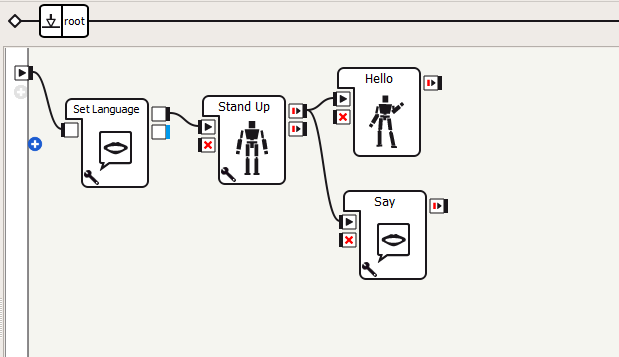 root
Hello
Set Language
Stand Up
Say